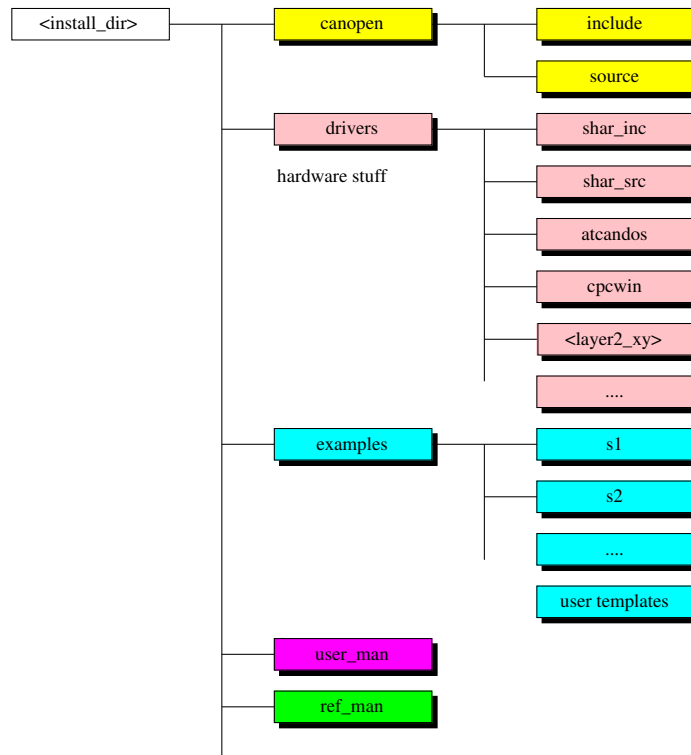 <install_dir>
canopen
include
source
drivers
shar_inc
hardware stuff
shar_src
atcandos
cpcwin
<layer2_xy>
....
examples
s1
s2
....
user templates
user_man
ref_man